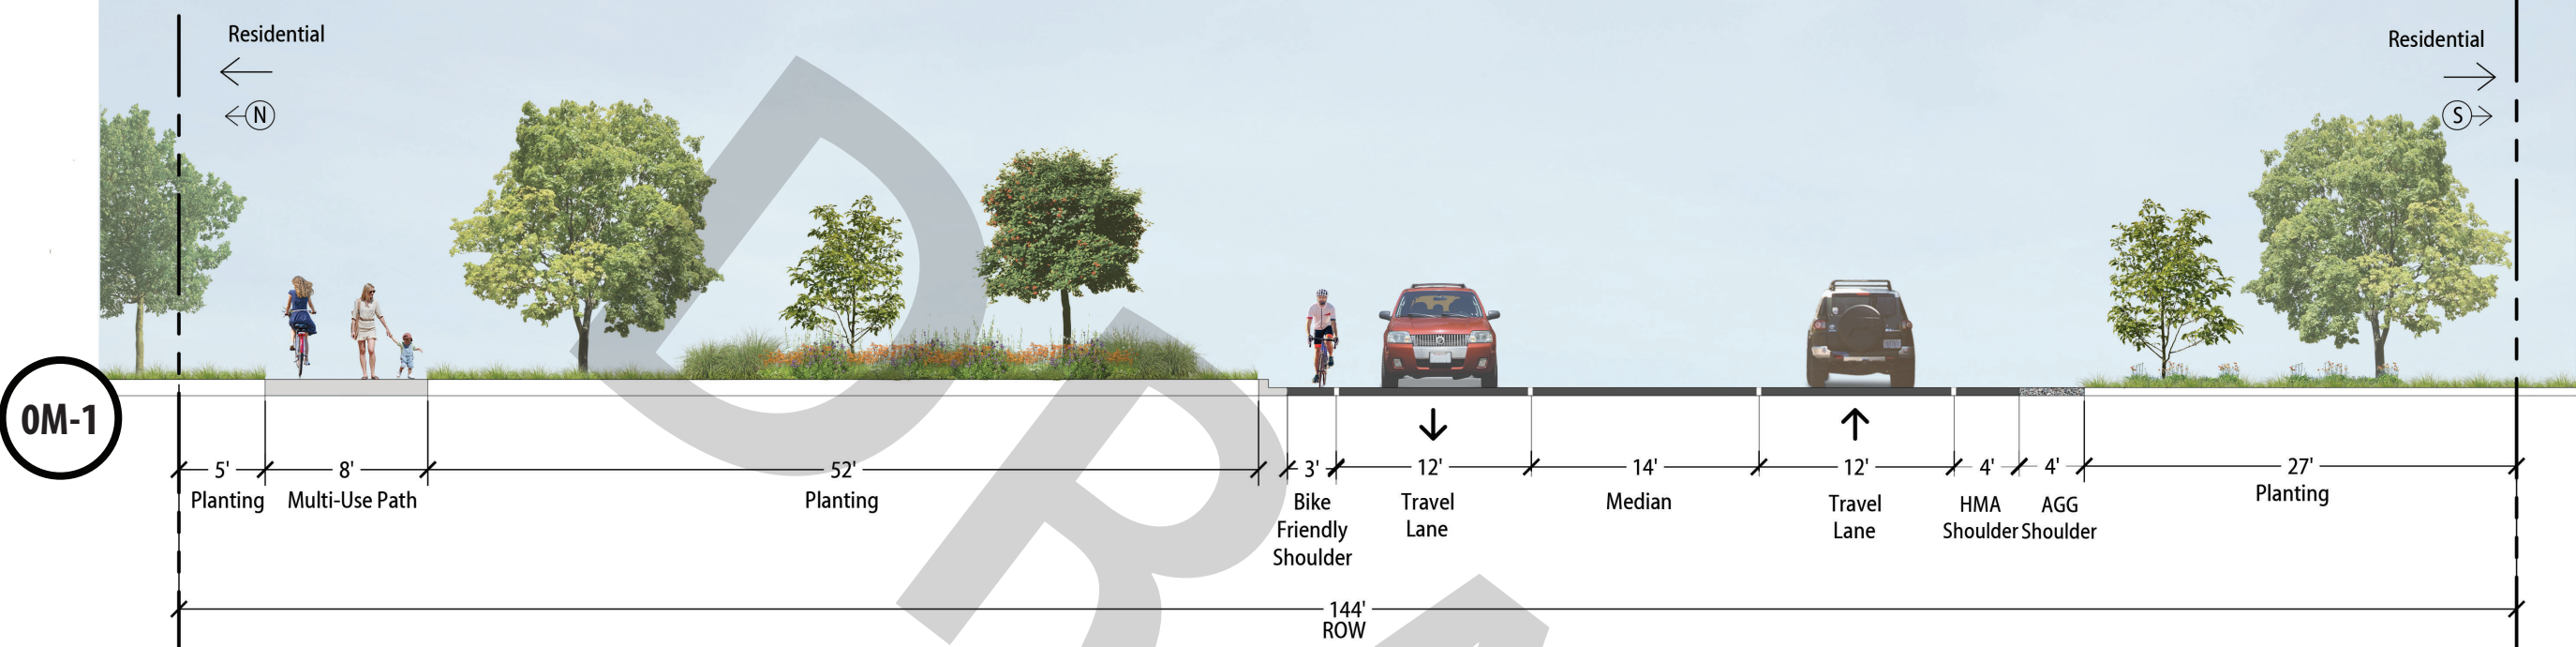 Residential
N
Residential
S
0M-1
5'
8'
52'
3'
12'
14'
12'
4'
4'
27'
Planting
Multi-Use Path
Planting
Bike
Friendly
Shoulder
Travel
Lane
Median
Travel
Lane
HMA
Shoulder
AGG
Shoulder
Planting
144'
ROW